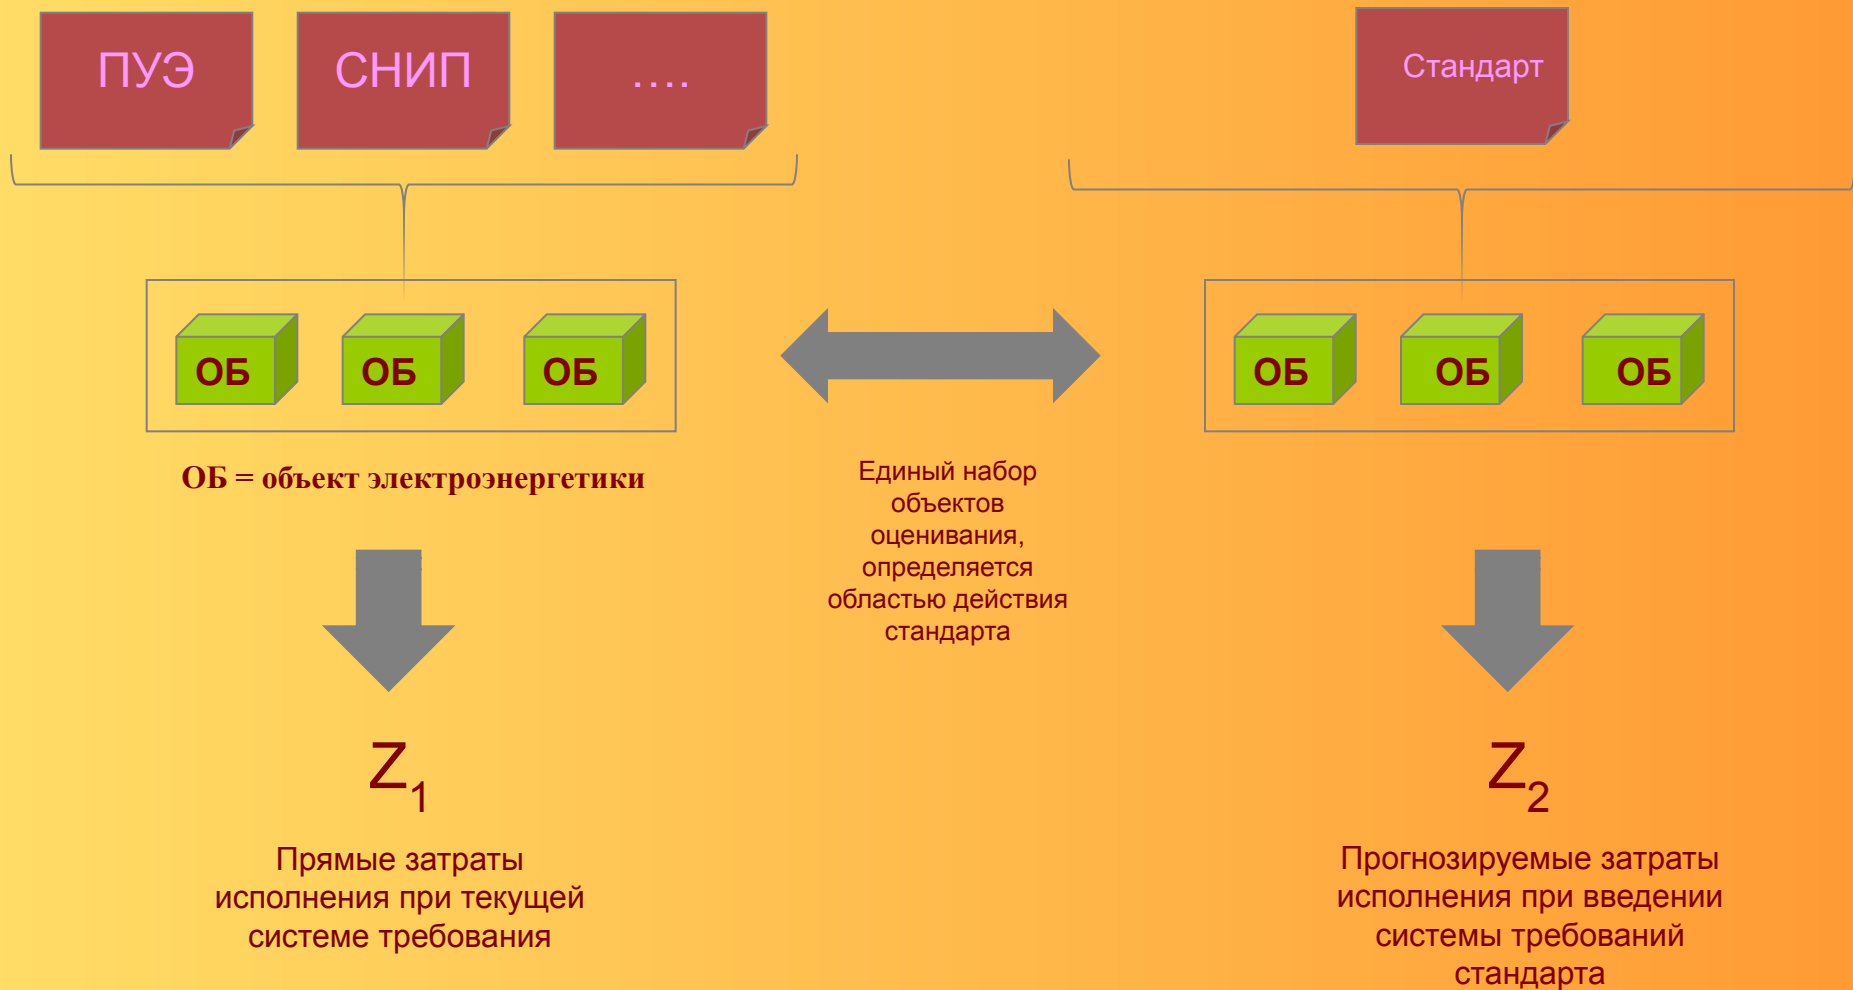 ПУЭ
СНИП
....
Стандарт
ОБ
ОБ
ОБ
ОБ
ОБ
ОБ
ОБ = объект электроэнергетики
Единый набор
объектов
оценивания,
определяется
областью действия
стандарта
Z1
Прямые затраты
исполнения при текущей
системе требования
Z2
Прогнозируемые затраты
исполнения при введении
системы требований
стандарта